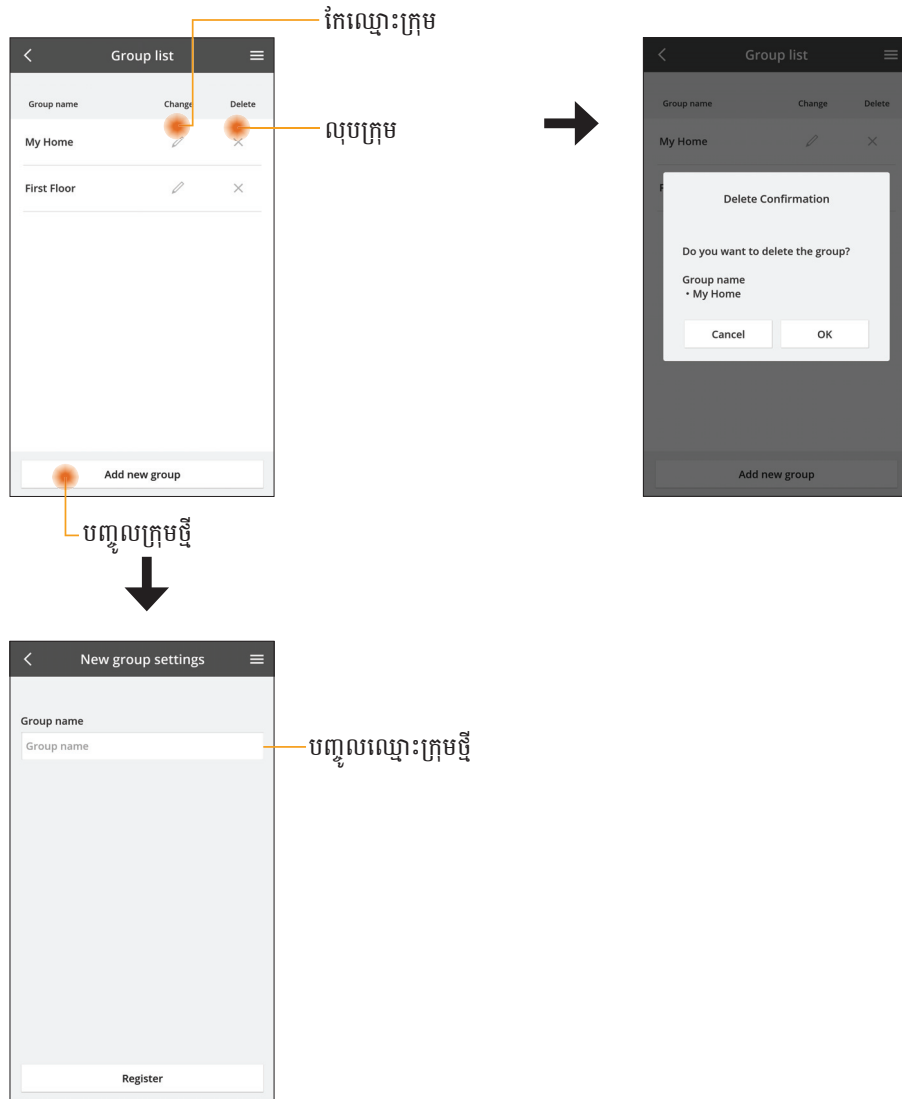 កែឈ្មោះក្រុម
Group list
Group name Change Delete
My Home
First Floor
Add new group
លុបក្រុម
Group list
Group name Change Delete
My Home
F
Delete Confirmation
Do you want to delete the group?
Group name
• My Home
Cancel OK
Add new group
បញ្ចូលក្រុមថ្មី
New group settings
Group name
Group name
Register
បញ្ចូលឈ្មោះក្រុមថ្មី